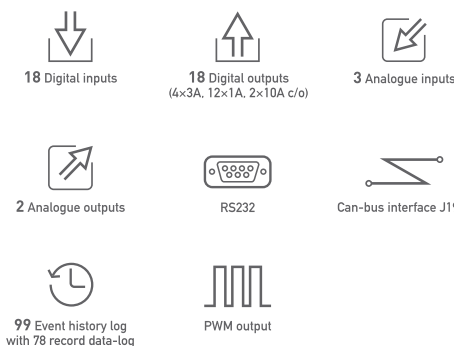 18 Digital inputs
18 Digital outputs
(4×3A, 12×1A, 2×10A c/o)
3 Analogue inputs
2 Analogue outputs
RS232
Can-bus interface
99 Event history log
with 78 record data-log
PWM output